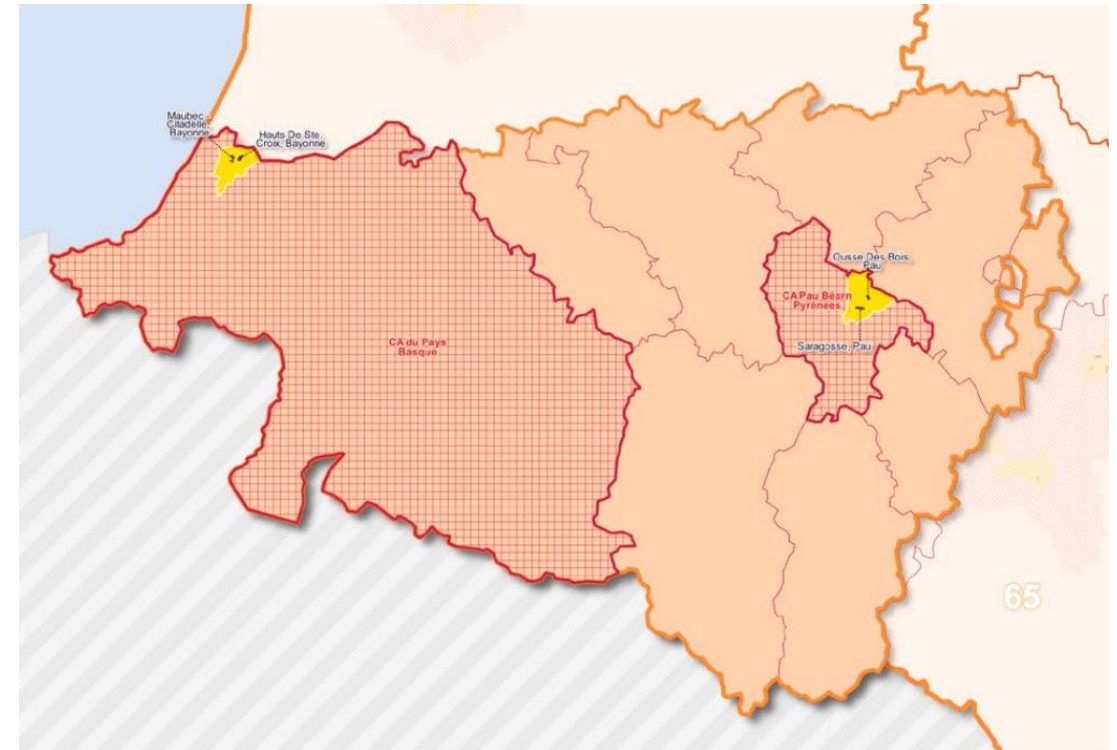 Maubec -
Citadelle,
Bayonne
Hauts De Ste.
Croix, Bayonne
Ousse Des Bois,
Pau
CA Pau Béarn
Pyrénées
Saragosse, Pau
CA du Pays
Basque
65